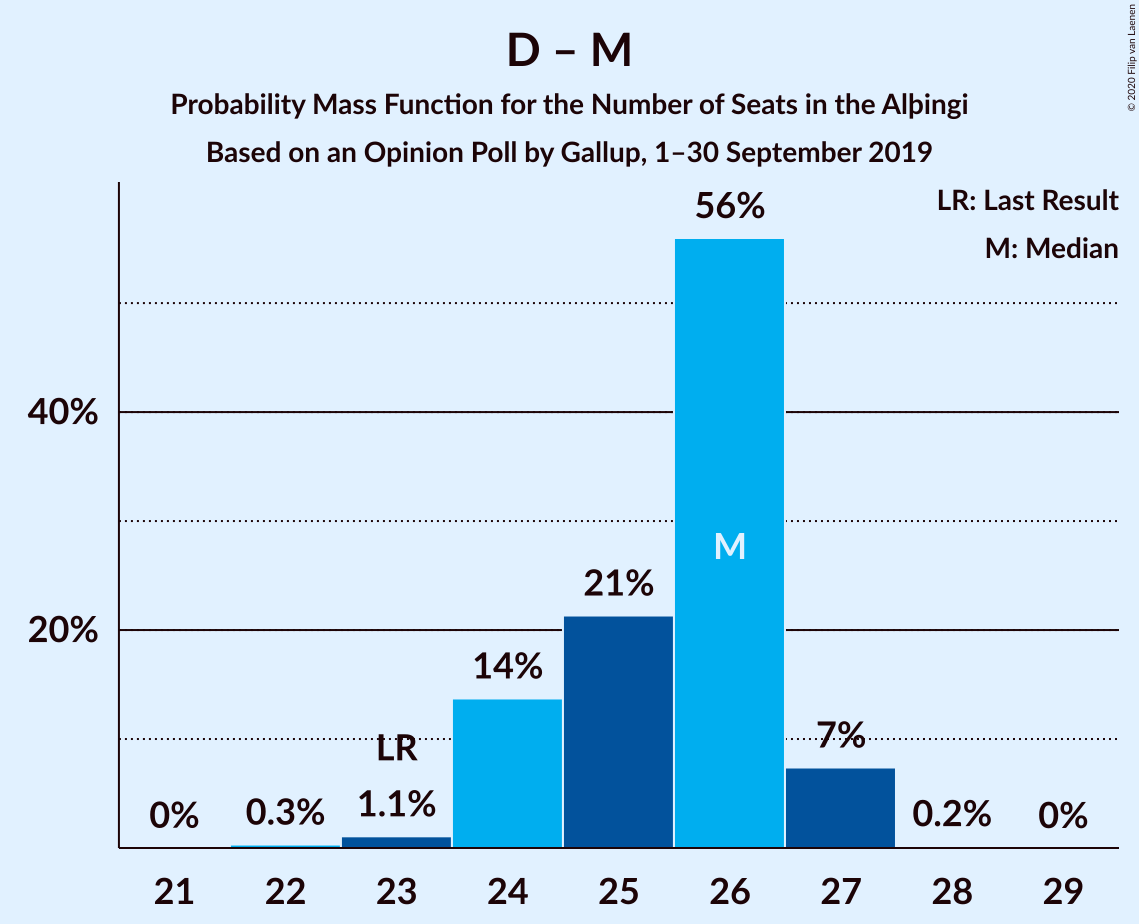 D – M
Probability Mass Function for the Number of Seats in the Alþingi
Based on an Opinion Poll by Gallup, 1–30 September 2019
© 2020 Filip van Laenen
LR: Last Result
M: Median
56%
40%
M
21%
20%
14%
7%
LR
1.1%
0%
0.3%
0.2%
0%
21 22 23 24 25 26 27 28 29